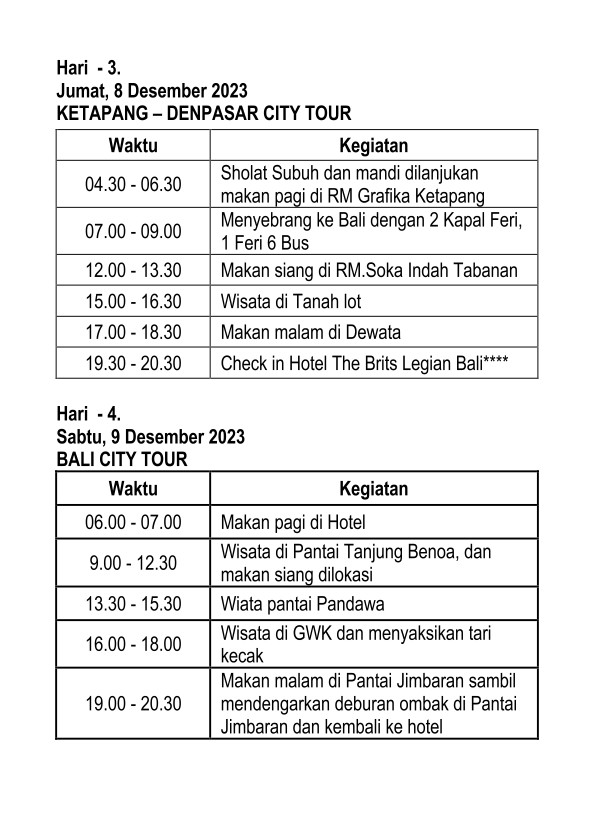 Hari  - 3.
Jumat, 8 Desember 2023
KETAPANG – DENPASAR CITY TOUR
Waktu Kegiatan
04.30 - 06.30 Sholat Subuh dan mandi dilanjukan
makan pagi di RM Grafika Ketapang
07.00 - 09.00 Menyebrang ke Bali dengan 2 Kapal Feri,
1 Feri 6 Bus
12.00 - 13.30 Makan siang di RM.Soka Indah Tabanan
15.00 - 16.30 Wisata di Tanah lot
17.00 - 18.30 Makan malam di Dewata
19.30 - 20.30 Check in Hotel The Brits Legian Bali****
Hari  - 4.
Sabtu, 9 Desember 2023
BALI CITY TOUR
Waktu Kegiatan
06.00 - 07.00 Makan pagi di Hotel
9.00 - 12.30 Wisata di Pantai Tanjung Benoa, dan
makan siang dilokasi
13.30 - 15.30 Wiata pantai Pandawa
16.00 - 18.00 Wisata di GWK dan menyaksikan tari
kecak
19.00 - 20.30 Makan malam di Pantai Jimbaran sambil
mendengarkan deburan ombak di Pantai
Jimbaran dan kembali ke hotel